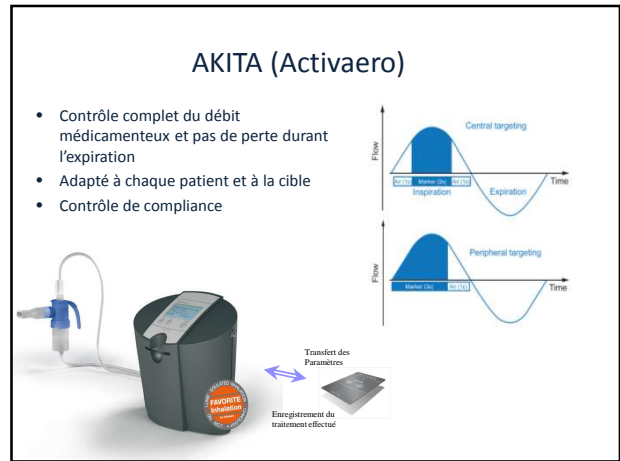 AKITA (Activaero)
• Contrôle complet du débit
médicamenteux et pas de perte durant
l’expiration
• Adapté à chaque patient et à la cible
• Contrôle de compliance
Central targeting
Flow
Time
Inspiration
Expiration
Peripheral targeting
Flow
Time
Transfert des
Paramètres
Enregistrement du
traitement effectué
FAVORITE
Inhalation